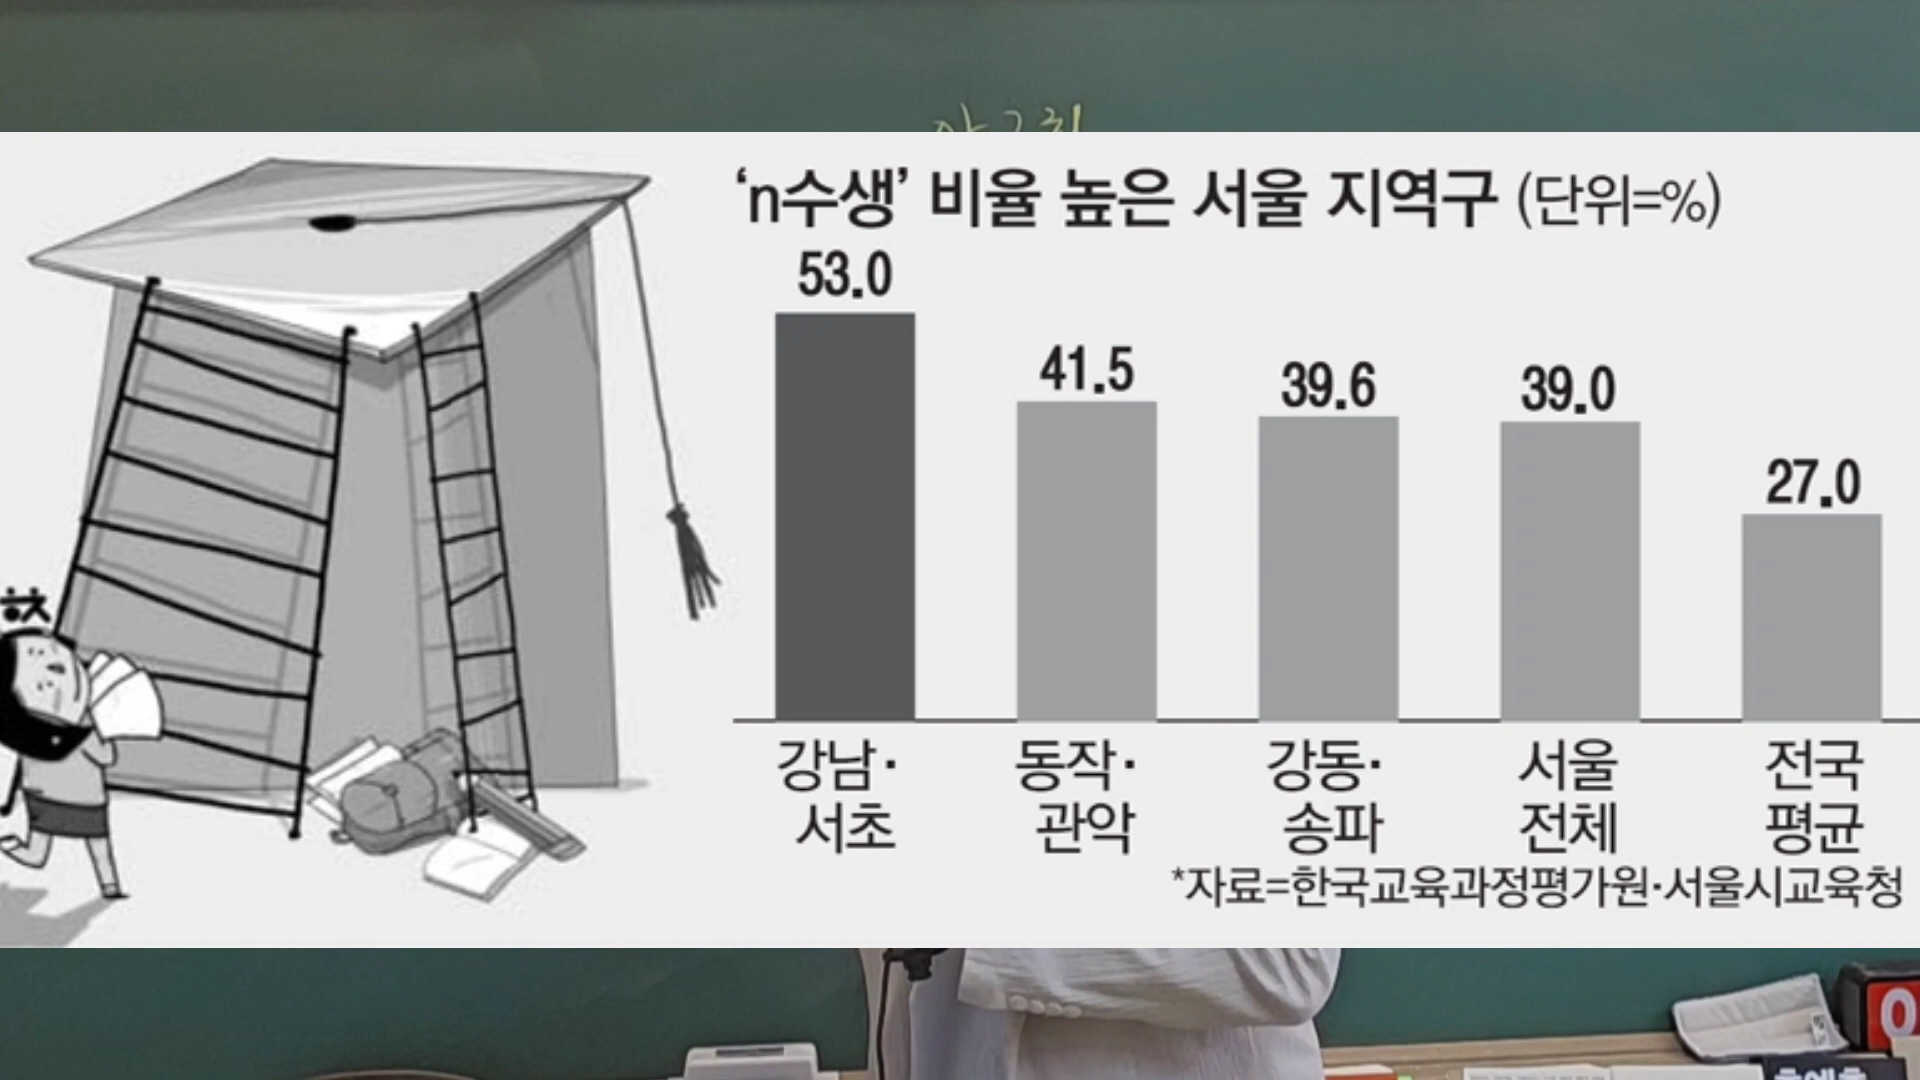 'n수생' 비율 높은 서울 지역구 (단위=%)
53.0
41.5
39.6
39.0
27.0
강남·서초
동작·관악
강동·송파
서울 전체
전국 평균
*자료=한국교육과정평가원·서울시교육청
핫